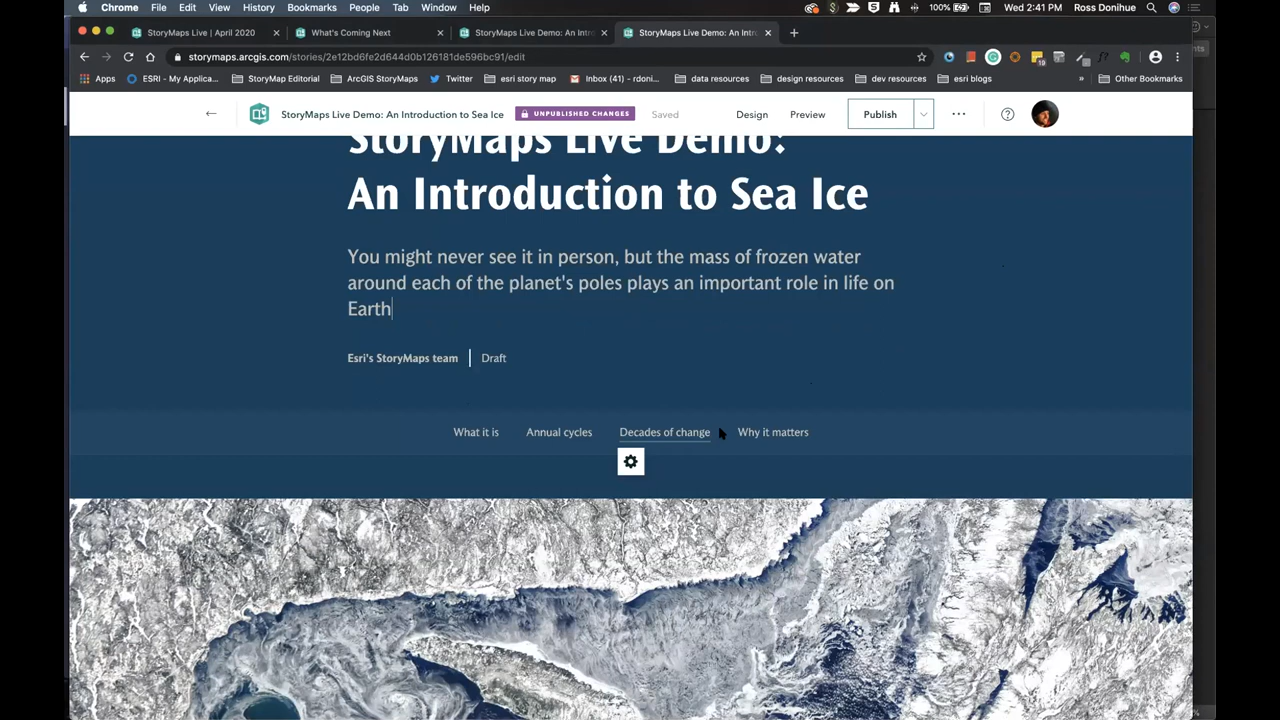 Chrome File Edit View History Bookmarks People Tab Window Help 100% Wed 2:41 PM Ross Donihue
StoryMaps Live | April 2020 What's Coming Next StoryMaps Live Demo: An Intro StoryMaps Live Demo: An Intro
storymaps.arcgis.com/stories/2e12bd6fe2d644d0b126181de596bc91/edit
Apps ESRI - My Applica... StoryMap Editorial ArcGIS StoryMaps Twitter esri story map Inbox (41) - rdoni... data resources design resources dev resources esri blogs » Other Bookmarks
StoryMaps Live Demo: An Introduction to Sea Ice UNPUBLISHED CHANGES Saved Design Preview Publish
StoryMaps Live Demo:
An Introduction to Sea Ice
You might never see it in person, but the mass of frozen water
around each of the planet's poles plays an important role in life on
Earth
Esri's StoryMaps team Draft
What it is Annual cycles Decades of change Why it matters